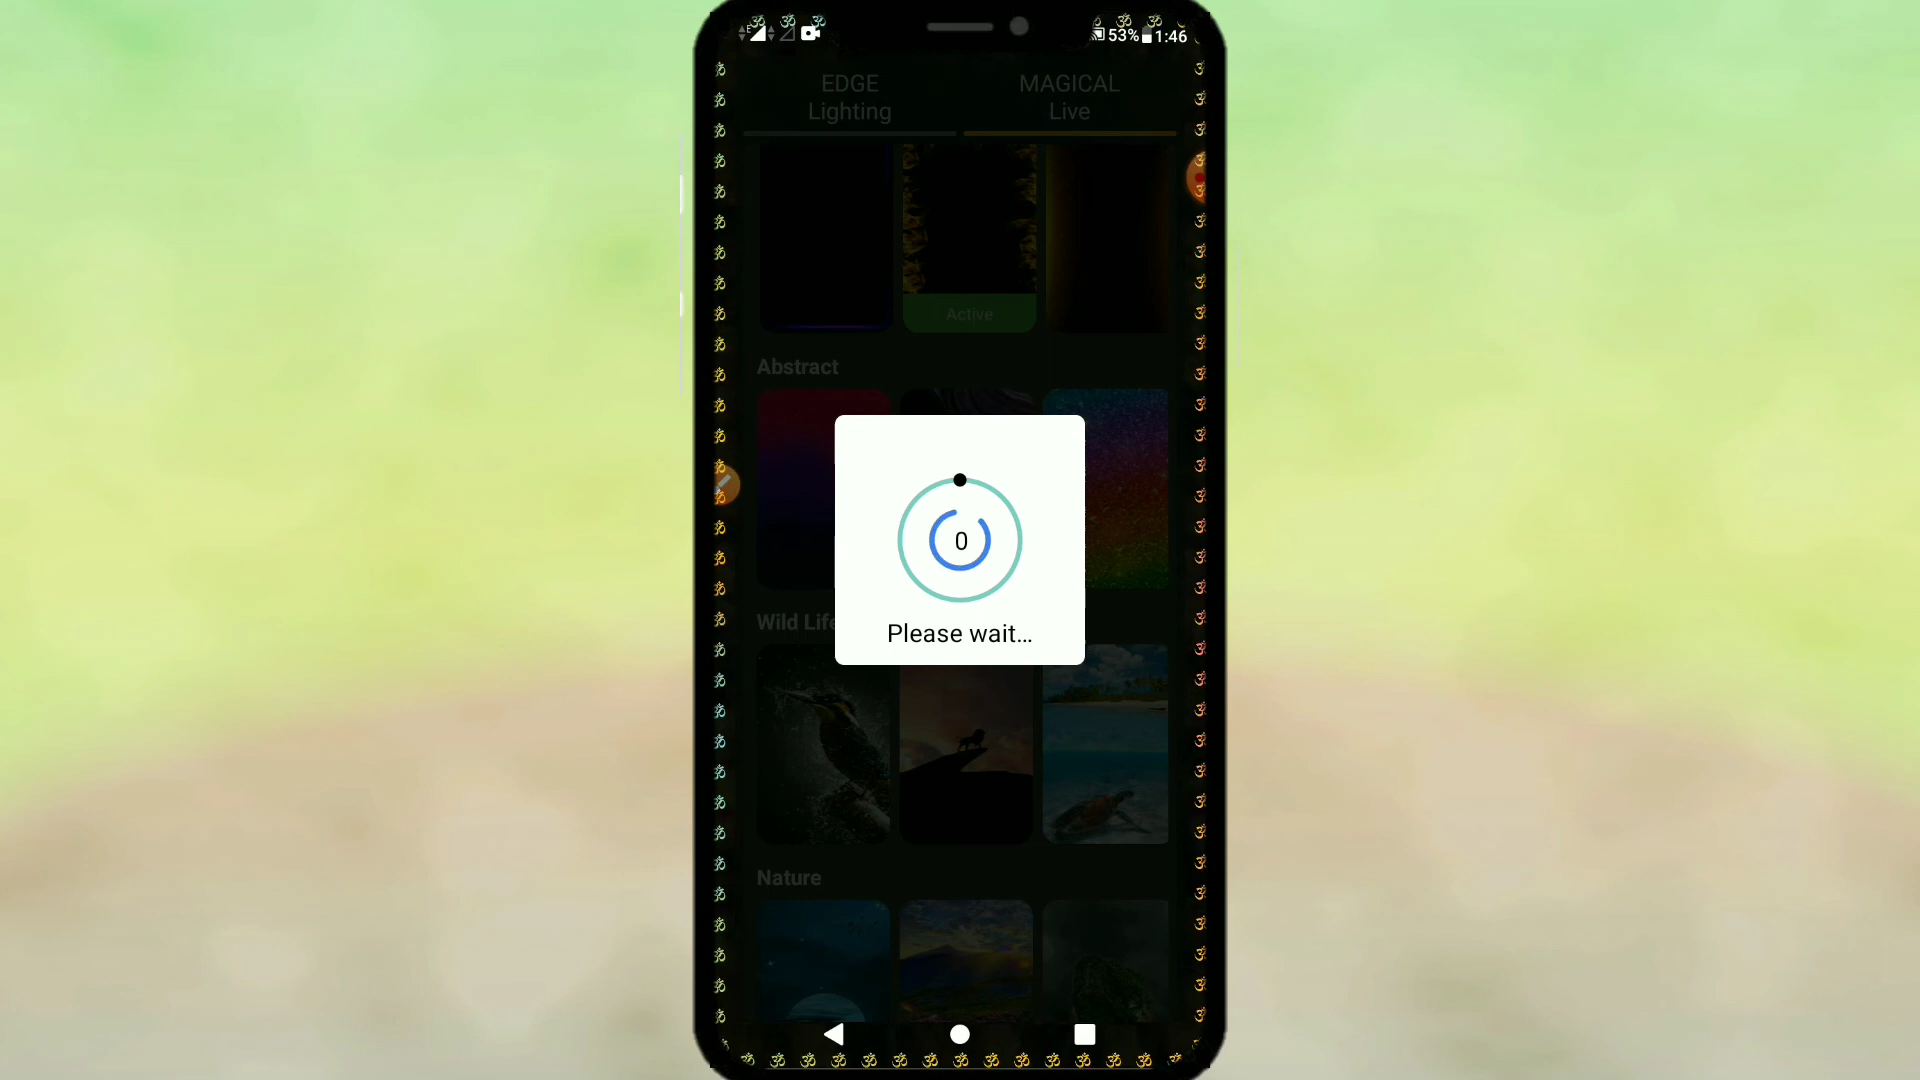 53% 1:46
EDGE
Lighting
MAGICAL
Live
Active
Abstract
0
Please wait...
Wild Life
Nature